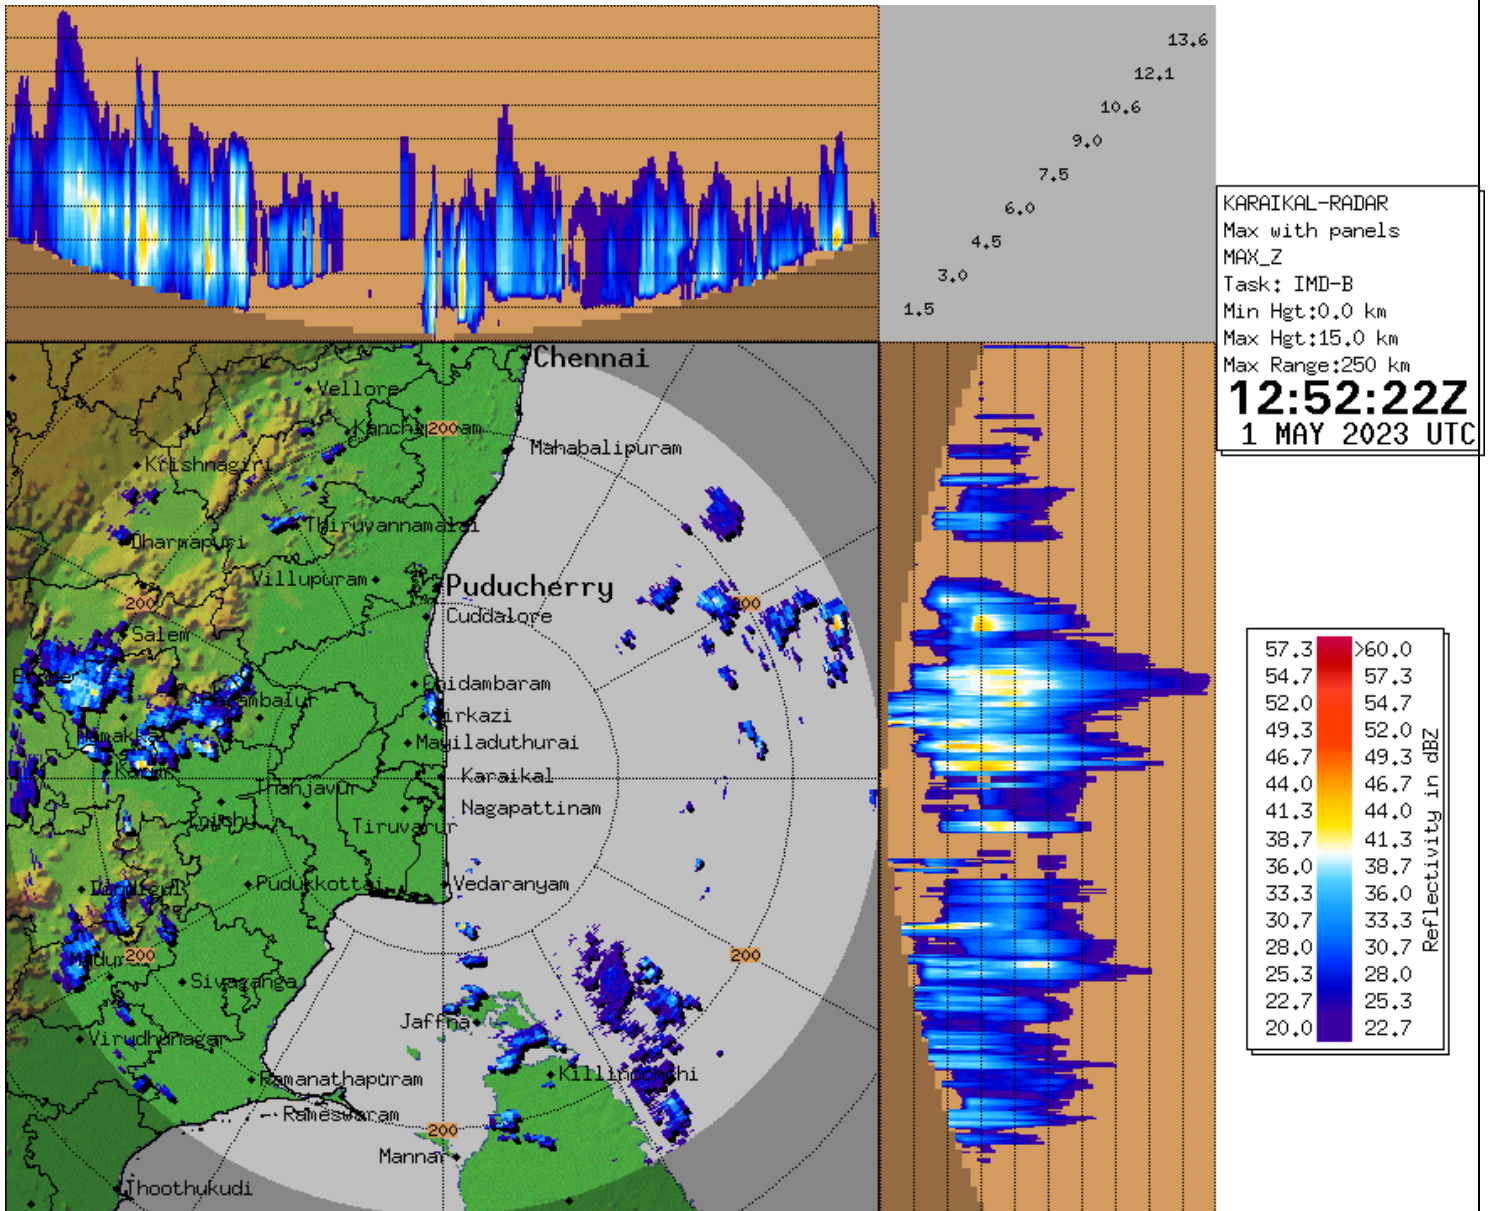 13.6
12.1
10.6
9.0
7.5
6.0
4.5
3.0
1.5
KARAIKAL-RADAR
Max with panels
MAX_Z
Task: IMD-B
Min Hgt:0.0 km
Max Hgt:15.0 km
Max Range:250 km
12:52:22Z
1 MAY 2023 UTC
Chennai
Vellore
200
Mahabalipuram
Krishnagiri
Thiruvannamalai
Dharmapuri
Villupuram
Puducherry
200
200
Cuddalore
Salem
Chidambaram
Perambalur
Sirkazi
Namakkal
Mayiladuthurai
Karur
Karaikal
Thanjavur
Nagapattinam
Trichy
Tiruvarur
Dindigul
Pudukkottai
Vedaranyam
200
200
Madurai
Sivaganga
Jaffna
Virudhunagar
Ramanathapuram
Killinochchi
Rameswaram
200
Mannar
Thoothukudi
57.3 >60.0
54.7 57.3
52.0 54.7
49.3 52.0
46.7 49.3
44.0 46.7
41.3 44.0
38.7 41.3
36.0 38.7
33.3 36.0
30.7 33.3
28.0 30.7
25.3 28.0
22.7 25.3
20.0 22.7
Reflectivity in dBZ